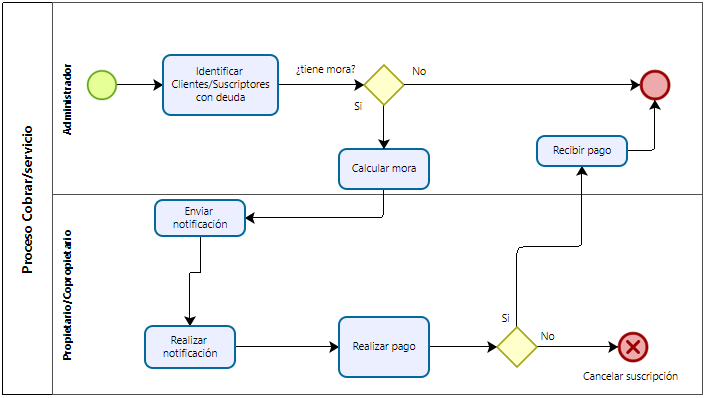 Proceso Cobrar/servicio
Administrador
Identificar
Clientes/Suscriptores
con deuda
¿tiene mora?
No
Si
Calcular mora
Recibir pago
Propietario/Copropietario
Enviar
notificación
Realizar
notificación
Realizar pago
Si
No
Cancelar suscripción